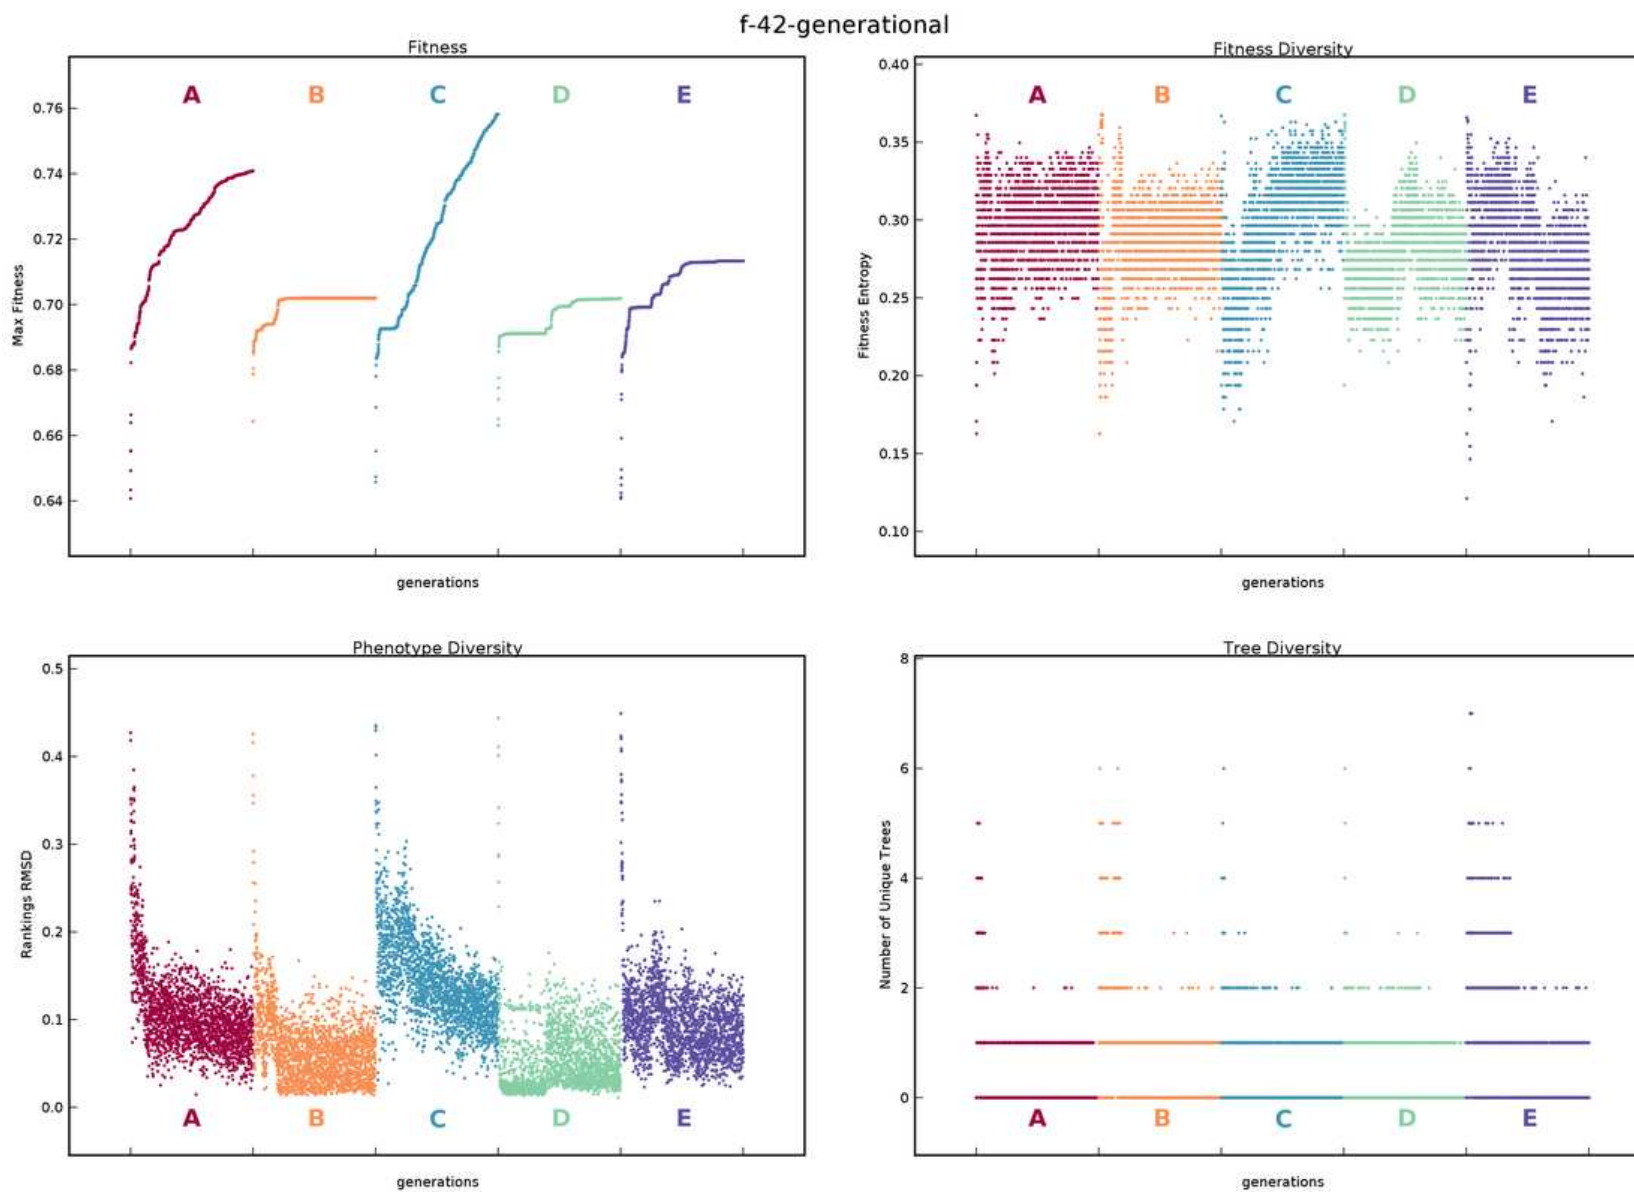 f-42-generational
Fitness
A B C D E
0.76
0.74
0.72
0.70
0.68
0.66
0.64
Max Fitness
generations
Fitness Diversity
A B C D E
0.40
0.35
0.30
0.25
0.20
0.15
0.10
Fitness Entropy
generations
Phenotype Diversity
0.5
0.4
0.3
0.2
0.1
0.0
Rankings RMSD
A B C D E
generations
Tree Diversity
8
6
4
2
0
Number of Unique Trees
A B C D E
generations